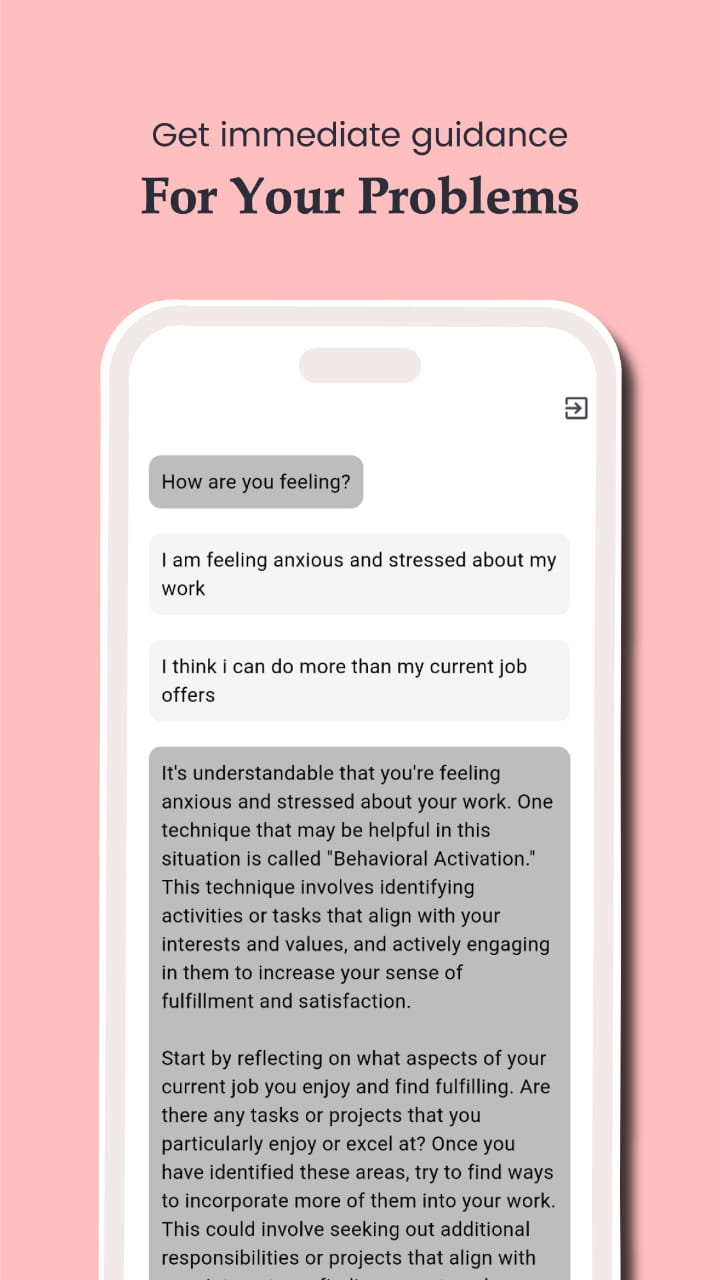 Get immediate guidance
For Your Problems
How are you feeling?
I am feeling anxious and stressed about my
work
I think i can do more than my current job
offers
It's understandable that you're feeling
anxious and stressed about your work. One
technique that may be helpful in this
situation is called "Behavioral Activation."
This technique involves identifying
activities or tasks that align with your
interests and values, and actively engaging
in them to increase your sense of
fulfillment and satisfaction.
Start by reflecting on what aspects of your
current job you enjoy and find fulfilling. Are
there any tasks or projects that you
particularly enjoy or excel at? Once you
have identified these areas, try to find ways
to incorporate more of them into your work.
This could involve seeking out additional
responsibilities or projects that align with